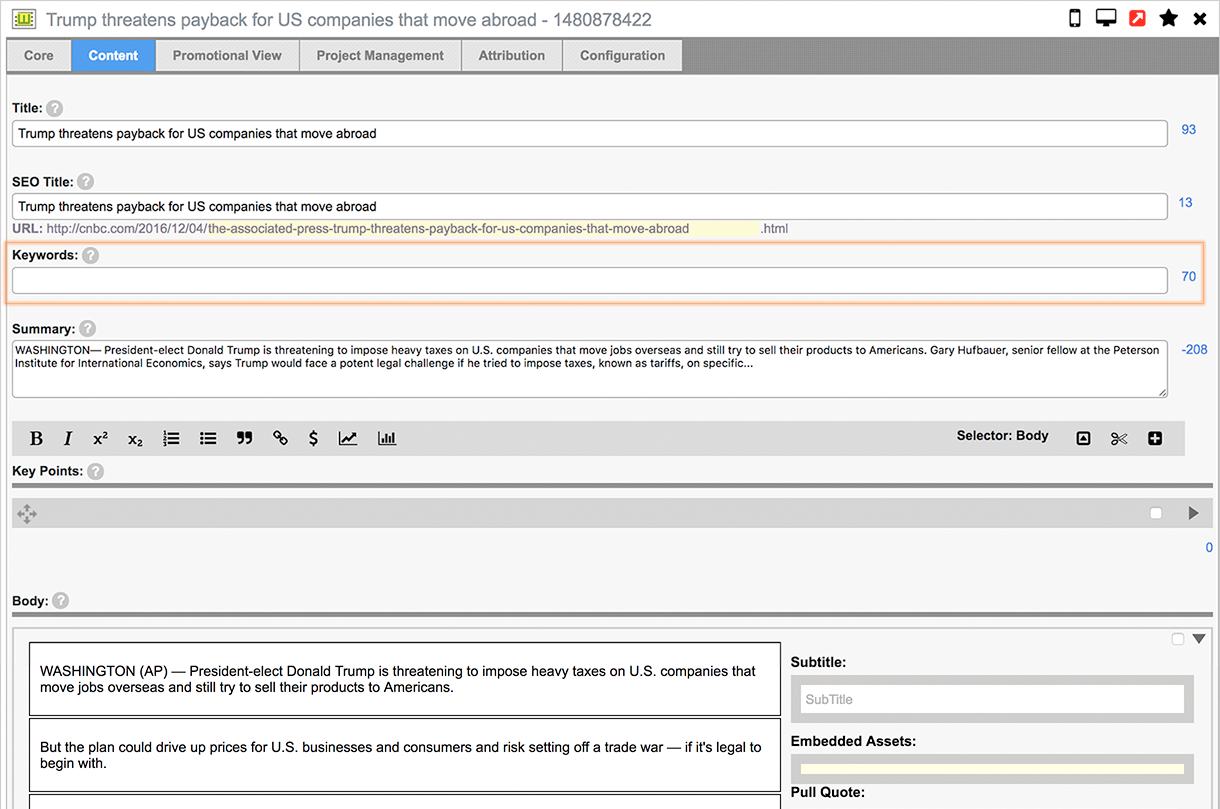 Trump threatens payback for US companies that move abroad - 1480878422
Core Content Promotional View Project Management Attribution Configuration
Title: ?
Trump threatens payback for US companies that move abroad 93
SEO Title: ?
Trump threatens payback for US companies that move abroad 13
URL: http://cnbc.com/2016/12/04/the-associated-press-trump-threatens-payback-for-us-companies-that-move-abroad .html
Keywords: ?
70
Summary: ?
WASHINGTON— President-elect Donald Trump is threatening to impose heavy taxes on U.S. companies that move jobs overseas and still try to sell their products to Americans. Gary Hufbauer, senior fellow at the Peterson
Institute for International Economics, says Trump would face a potent legal challenge if he tried to impose taxes, known as tariffs, on specific...
-208
B I x² x₂ $ Selector: Body
Key Points: ?
0
Body: ?
WASHINGTON (AP) — President-elect Donald Trump is threatening to impose heavy taxes on U.S. companies that
move jobs overseas and still try to sell their products to Americans.
But the plan could drive up prices for U.S. businesses and consumers and risk setting off a trade war — if it's legal to
begin with.
Subtitle:
SubTitle
Embedded Assets:
Pull Quote: